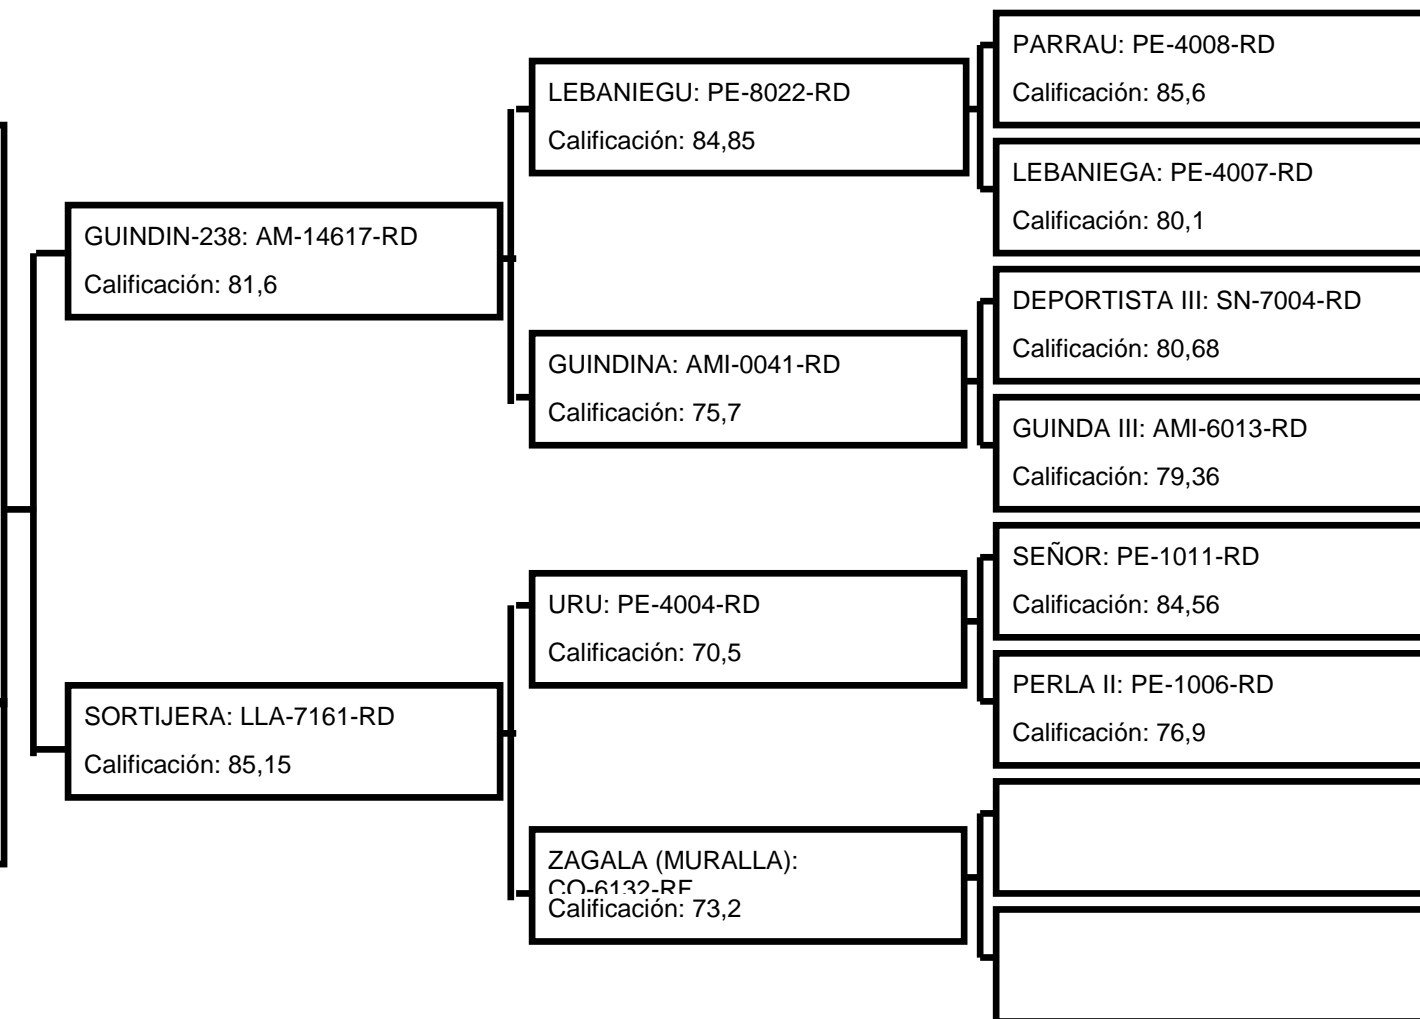 PARRAU: PE-4008-RD
Calificación: 85,6
LEBANIEGU: PE-8022-RD
Calificación: 84,85
LEBANIEGA: PE-4007-RD
Calificación: 80,1
GUINDIN-238: AM-14617-RD
Calificación: 81,6
DEPORTISTA III: SN-7004-RD
Calificación: 80,68
GUINDINA: AMI-0041-RD
Calificación: 75,7
GUINDA III: AMI-6013-RD
Calificación: 79,36
SEÑOR: PE-1011-RD
Calificación: 84,56
URU: PE-4004-RD
Calificación: 70,5
PERLA II: PE-1006-RD
Calificación: 76,9
SORTIJERA: LLA-7161-RD
Calificación: 85,15
ZAGALA (MURALLA):
CO-6132-RF
Calificación: 73,2